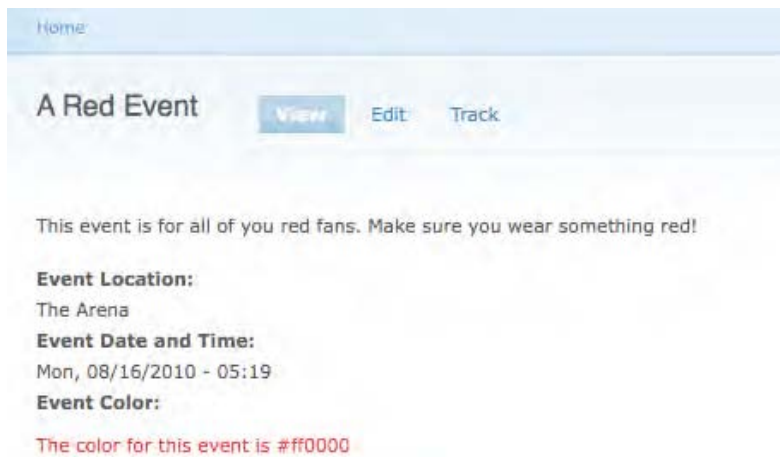 Home
A Red Event View Edit Track
This event is for all of you red fans. Make sure you wear something red!
Event Location:
The Arena
Event Date and Time:
Mon, 08/16/2010 - 05:19
Event Color:
The color for this event is #ff0000